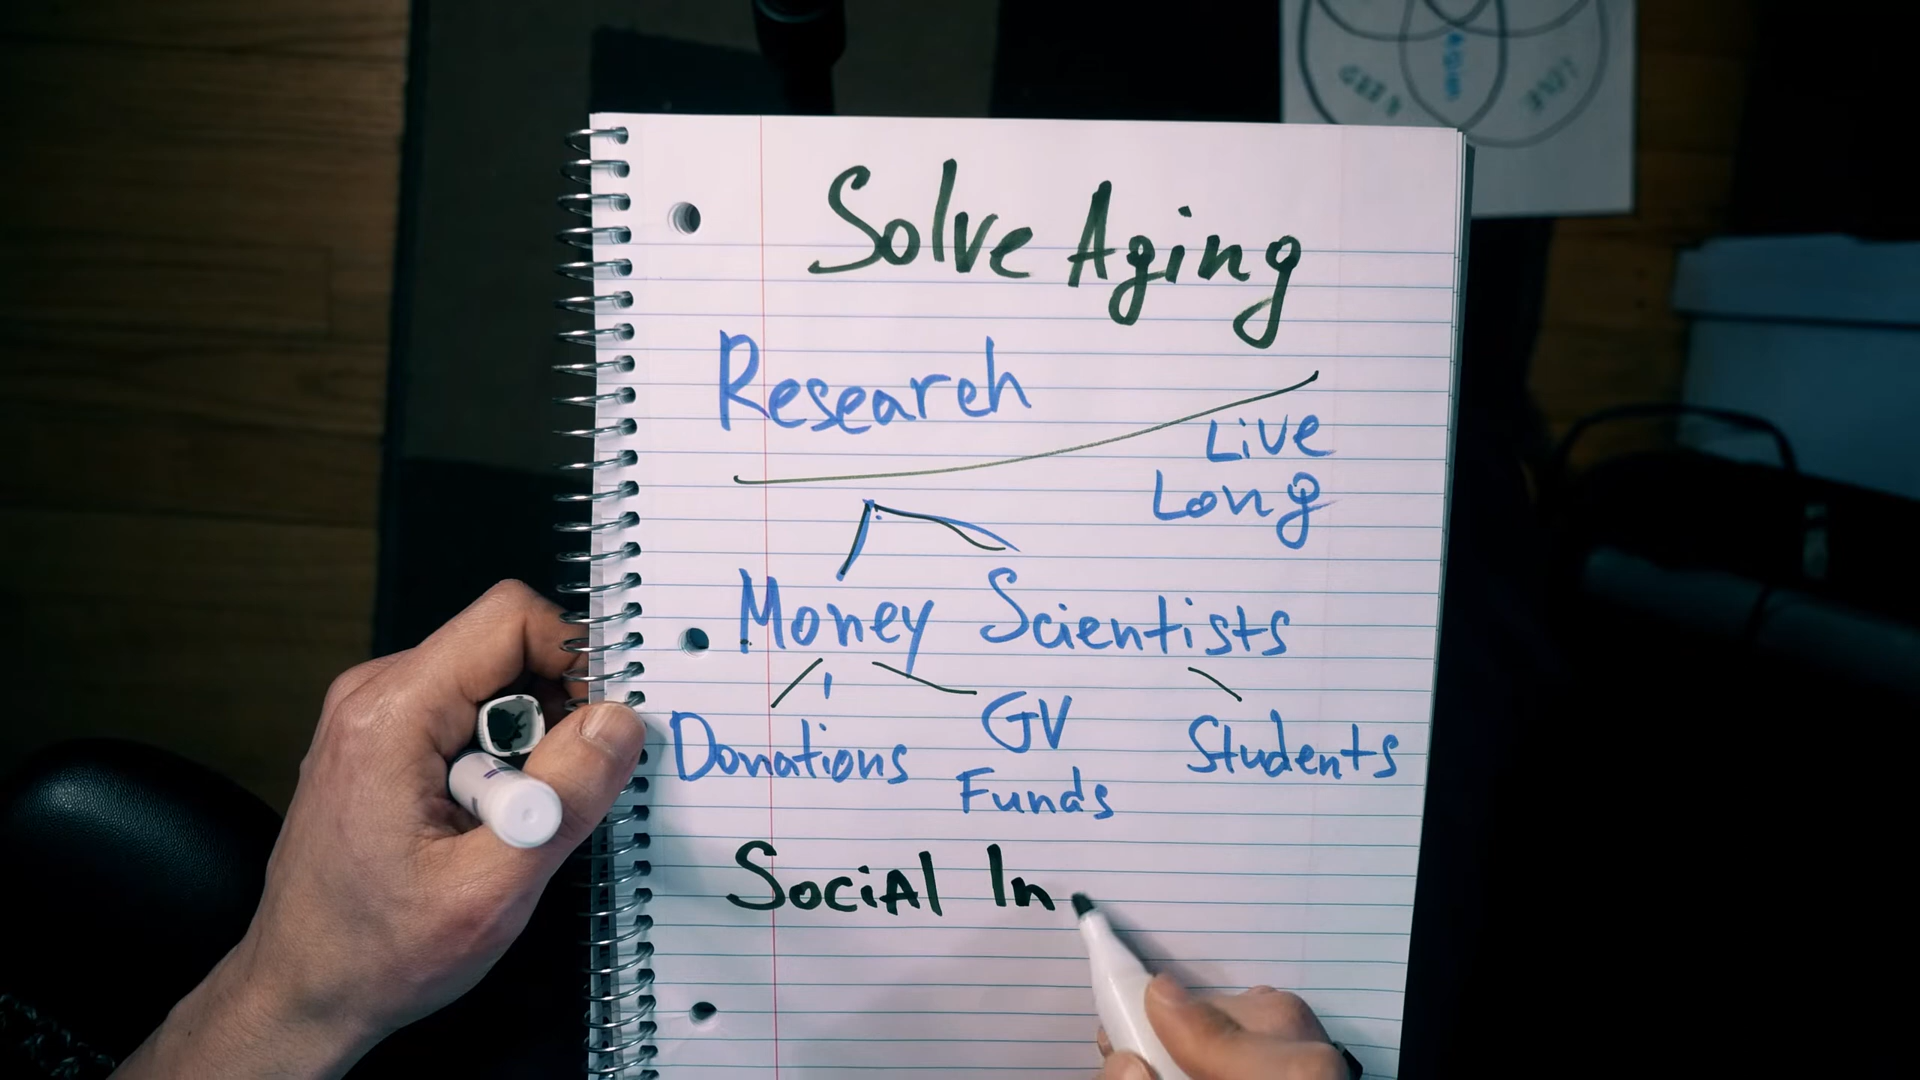 Solve Aging
Research
Live
Long
Money Scientists
Donations
GV
Funds
Students
Social In